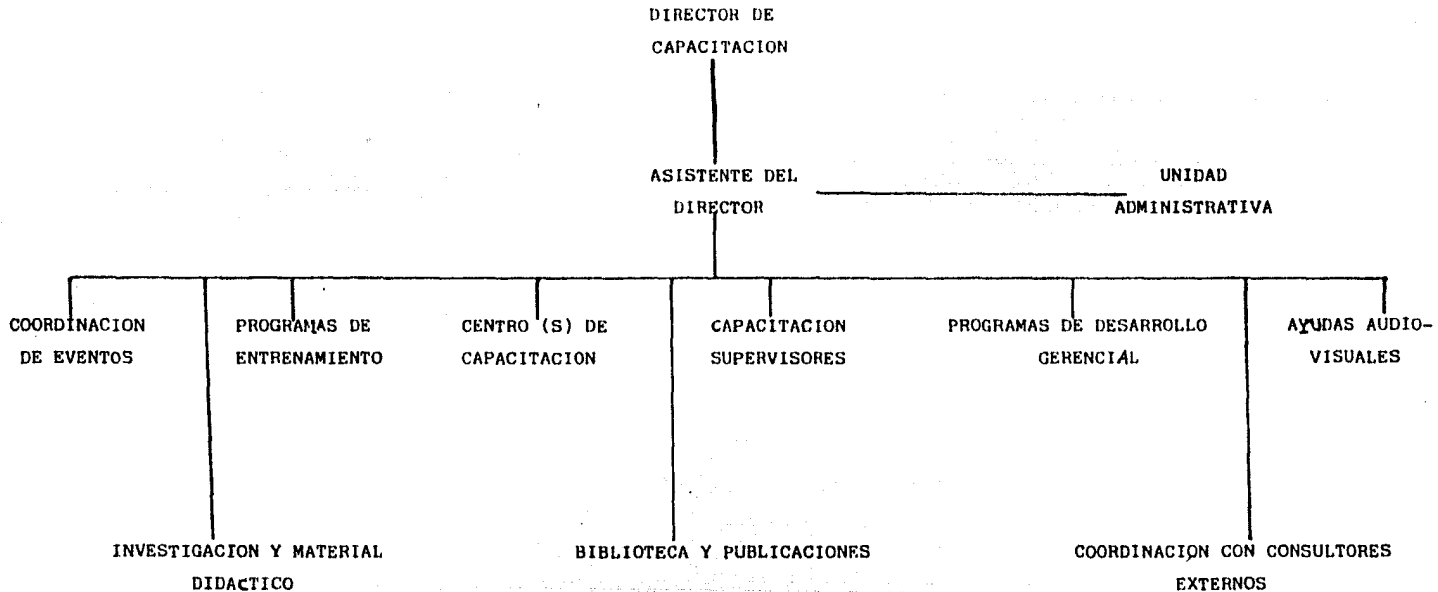 DIRECTOR DE
CAPACITACION
ASISTENTE DEL
DIRECTOR
UNIDAD
ADMINISTRATIVA
COORDINACION
DE EVENTOS
PROGRAMAS DE
ENTRENAMIENTO
CENTRO (S) DE
CAPACITACION
CAPACITACION
SUPERVISORES
PROGRAMAS DE DESARROLLO
GERENCIAL
AYUDAS AUDIO-
VISUALES
INVESTIGACION Y MATERIAL
DIDACTICO
BIBLIOTECA Y PUBLICACIONES
COORDINACION CON CONSULTORES
EXTERNOS